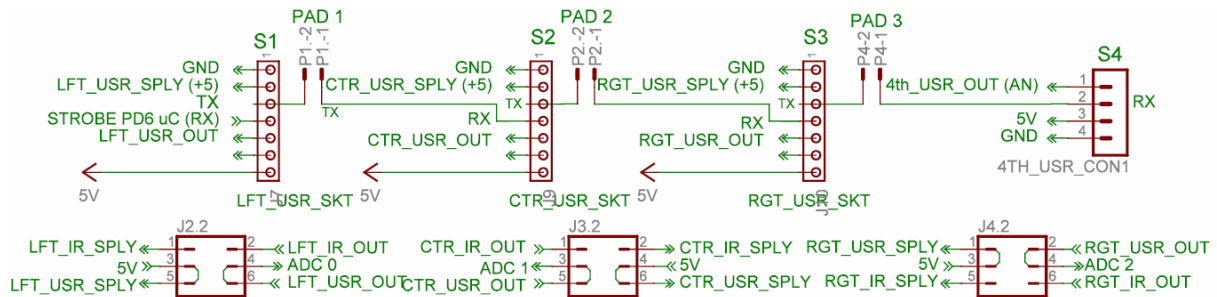 PAD 1
PAD 2
PAD 3
S1
P1.-2
P1.-1
S2
P2.-2
P2.-1
S3
P4-2
P4-1
S4
1
GND
LFT_USR_SPLY (+5)
TX
STROBE PD6 uC (RX)
LFT_USR_OUT
5V
LFT_USR_SKT
TX
1
GND
CTR_USR_SPLY (+5)
TX
RX
CTR_USR_OUT
5V
J9
CTR_USR_SKT
1
GND
RGT_USR_SPLY (+5)
TX
RX
RGT_USR_OUT
5V
RGT_USR_SKT
4th_USR_OUT (AN)
1
2
RX
5V
3
GND
4
4TH_USR_CON1
J2.2
LFT_IR_SPLY
1
2
LFT_IR_OUT
5V
3
4
ADC 0
LFT_USR_SPLY
5
6
LFT_USR_OUT
J3.2
CTR_IR_OUT
1
2
CTR_IR_SPLY
ADC 1
3
4
5V
CTR_USR_OUT
5
6
CTR_USR_SPLY
J4.2
RGT_USR_SPLY
1
2
RGT_USR_OUT
5V
3
4
ADC 2
RGT_IR_SPLY
5
6
RGT_IR_OUT